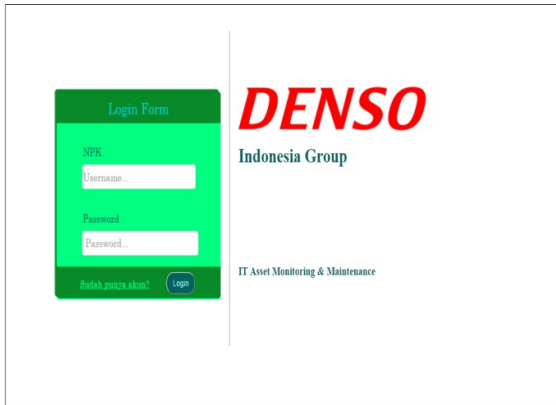 Login Form
NPK
Username...
Password
Password...
Sudah punya akun?
Login
DENSO
Indonesia Group
IT Asset Monitoring & Maintenance